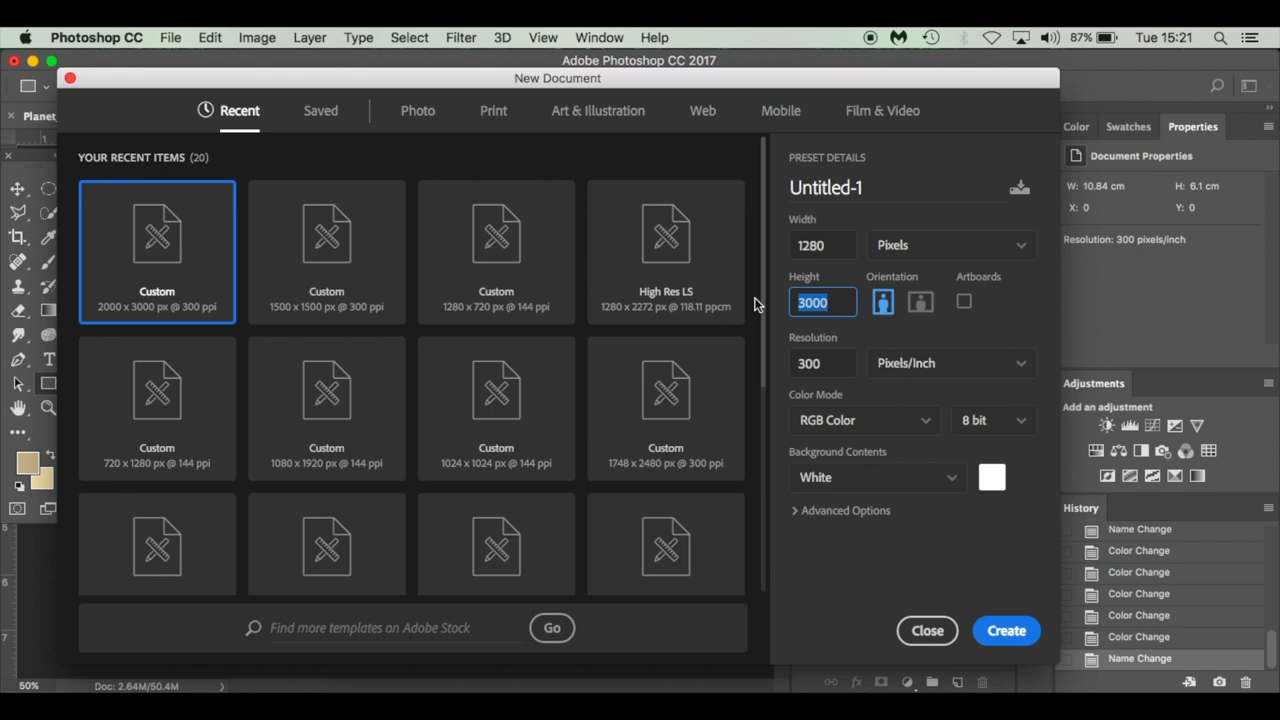 Photoshop CC File Edit Image Layer Type Select Filter 3D View Window Help 87% Tue 15:21
Adobe Photoshop CC 2017
New Document
Planet
Recent Saved Photo Print Art & Illustration Web Mobile Film & Video
Color Swatches Properties
YOUR RECENT ITEMS (20)
PRESET DETAILS
Document Properties
Untitled-1
W: 10.84 cm H: 6.1 cm
X: 0 Y: 0
Width
1280 Pixels
Resolution: 300 pixels/inch
Height Orientation Artboards
3000
Custom Custom Custom High Res LS
2000 x 3000 px @ 300 ppi 1500 x 1500 px @ 300 ppi 1280 x 720 px @ 144 ppi 1280 x 2272 px @ 118.11 ppcm
Resolution
300 Pixels/Inch
Adjustments
Color Mode
Add an adjustment
RGB Color 8 bit
Custom Custom Custom Custom
720 x 1280 px @ 144 ppi 1080 x 1920 px @ 144 ppi 1024 x 1024 px @ 144 ppi 1748 x 2480 px @ 300 ppi
Background Contents
White
Advanced Options
History
Name Change
Color Change
Color Change
Color Change
Color Change
Color Change
Name Change
Find more templates on Adobe Stock Go
Close Create
5
6
7
1
50% Doc: 2.64M/50.4M
fx